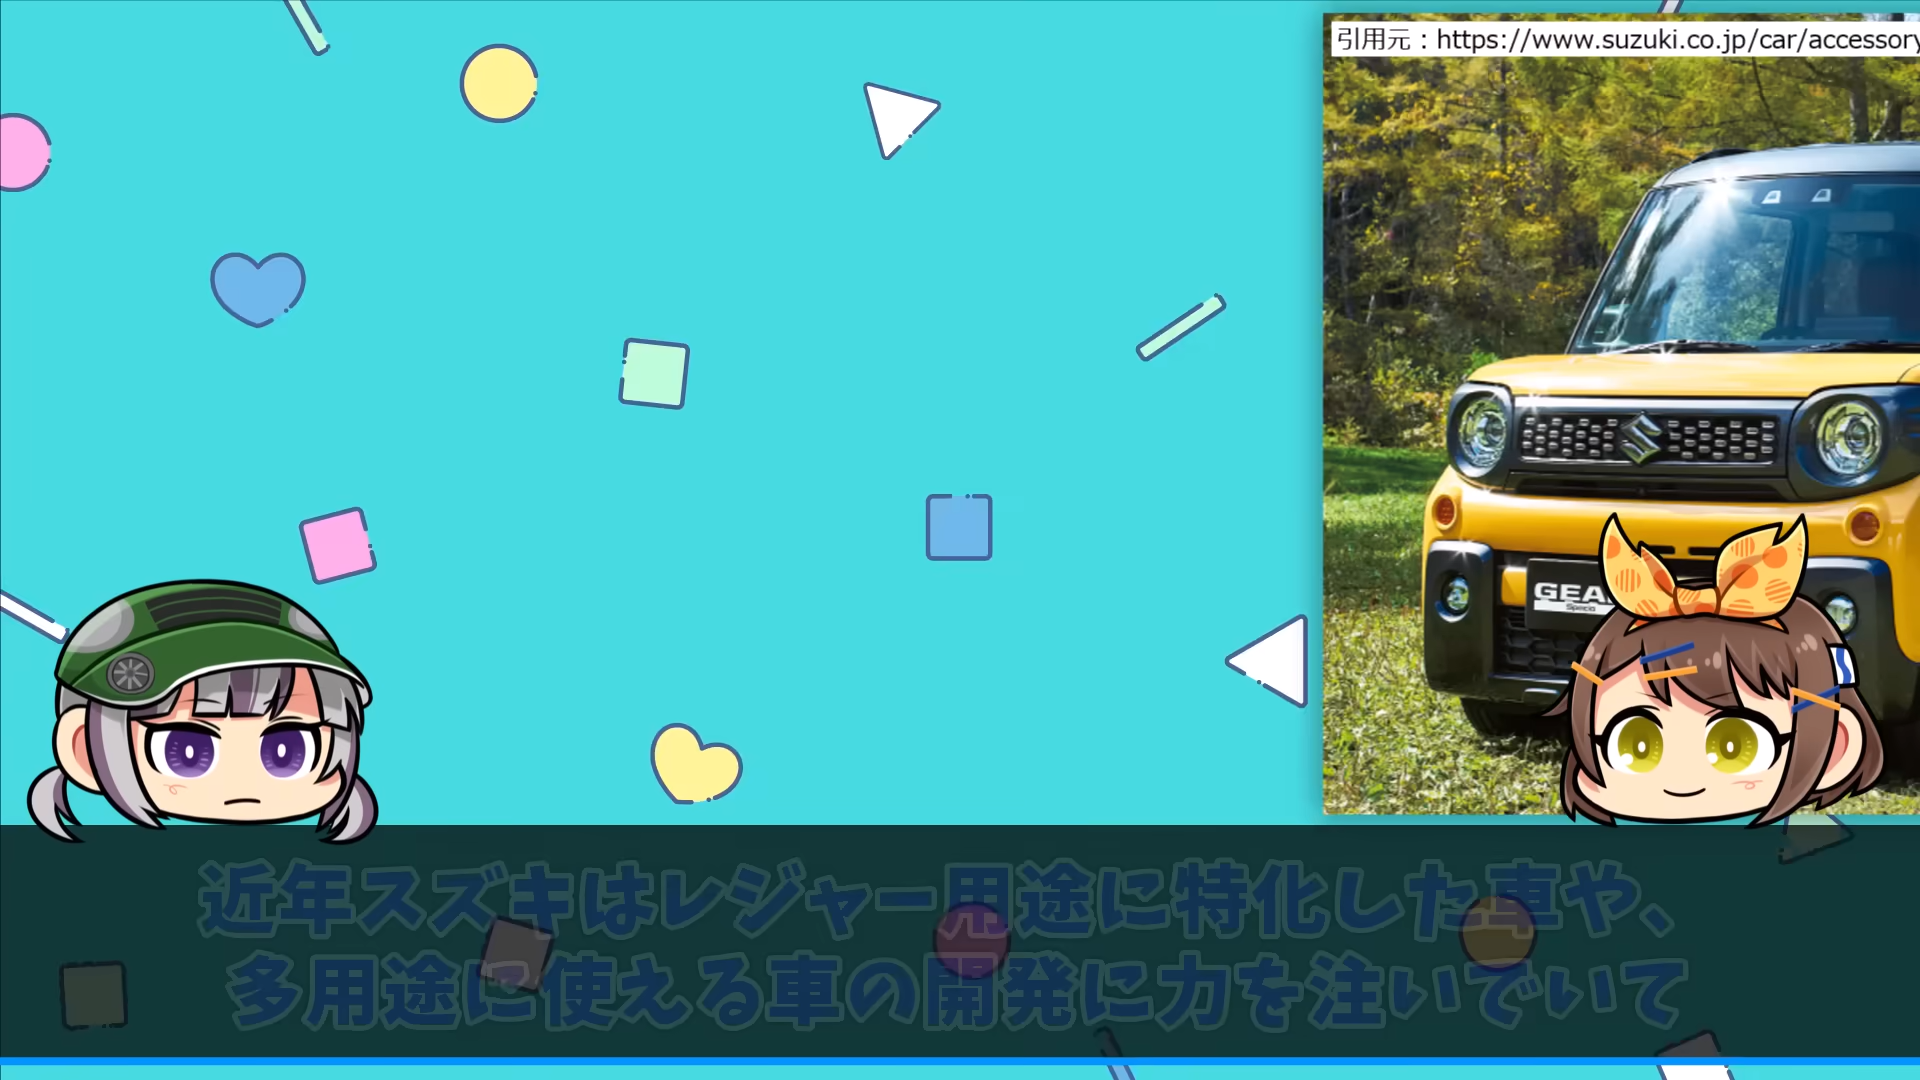 引用元：https://www.suzuki.co.jp/car/accessory
GEA
Specia
近年スズキはレジャー用途に特化した車や、
多用途に使える車の開発に力を注いでいて